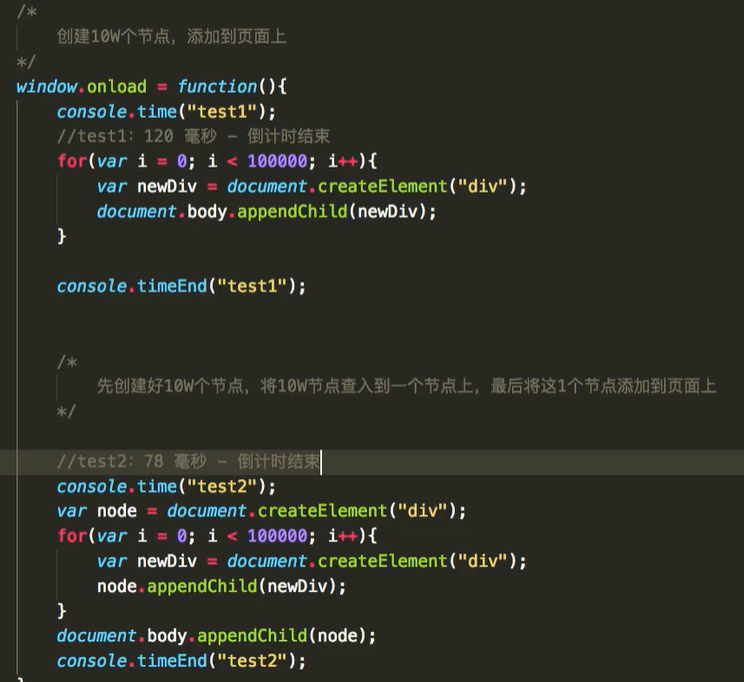 /*
创建10W个节点，添加到页面上
*/
window.onload = function(){
console.time("test1");
//test1: 120 毫秒 - 倒计时结束
for(var i = 0; i < 100000; i++){
var newDiv = document.createElement("div");
document.body.appendChild(newDiv);
}
console.timeEnd("test1");
/*
先创建好10W个节点，将10W节点查入到一个节点上，最后将这1个节点添加到页面上
*/
//test2: 78 毫秒 - 倒计时结束
console.time("test2");
var node = document.createElement("div");
for(var i = 0; i < 100000; i++){
var newDiv = document.createElement("div");
node.appendChild(newDiv);
}
document.body.appendChild(node);
console.timeEnd("test2");